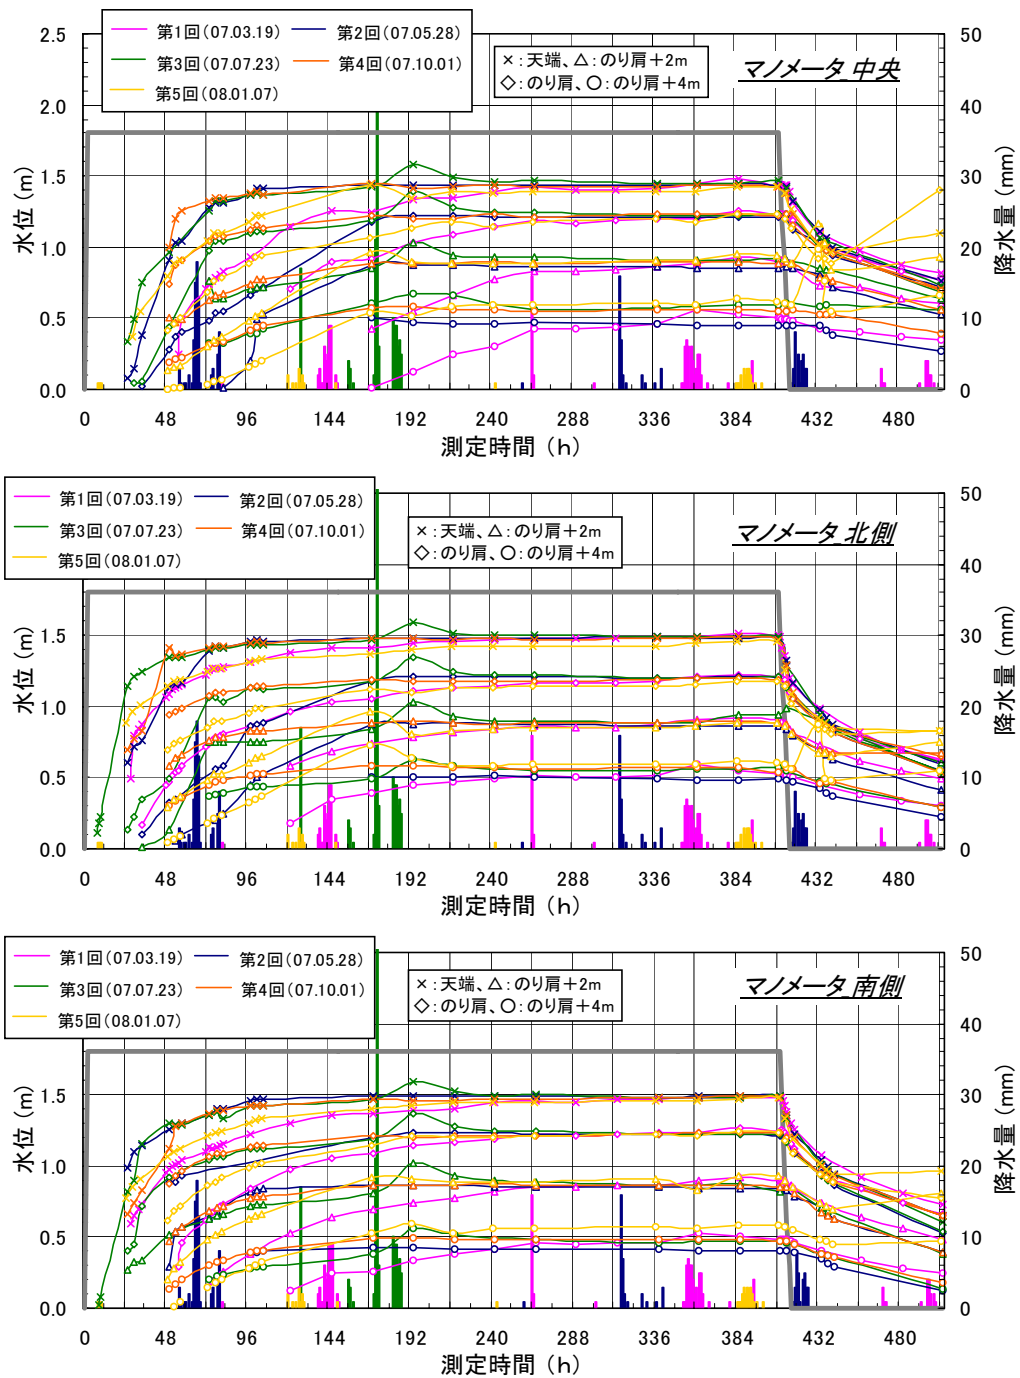 第1回(07.03.19) 第2回(07.05.28)
第3回(07.07.23) 第4回(07.10.01)
第5回(08.01.07)
×:天端、△:のり肩+2m
◇:のり肩、○:のり肩+4m
マノメータ_中央
水位 (m)
2.5
2.0
1.5
1.0
0.5
0.0
50
40
30
20
10
0
降水量 (mm)
0 48 96 144 192 240 288 336 384 432 480
測定時間 (h)
第1回(07.03.19) 第2回(07.05.28)
第3回(07.07.23) 第4回(07.10.01)
第5回(08.01.07)
×:天端、△:のり肩+2m
◇:のり肩、○:のり肩+4m
マノメータ_北側
水位 (m)
1.5
1.0
0.5
0.0
50
40
30
20
10
0
降水量 (mm)
0 48 96 144 192 240 288 336 384 432 480
測定時間 (h)
第1回(07.03.19) 第2回(07.05.28)
第3回(07.07.23) 第4回(07.10.01)
第5回(08.01.07)
×:天端、△:のり肩+2m
◇:のり肩、○:のり肩+4m
マノメータ_南側
水位 (m)
1.5
1.0
0.5
0.0
50
40
30
20
10
0
降水量 (mm)
0 48 96 144 192 240 288 336 384 432 480
測定時間 (h)